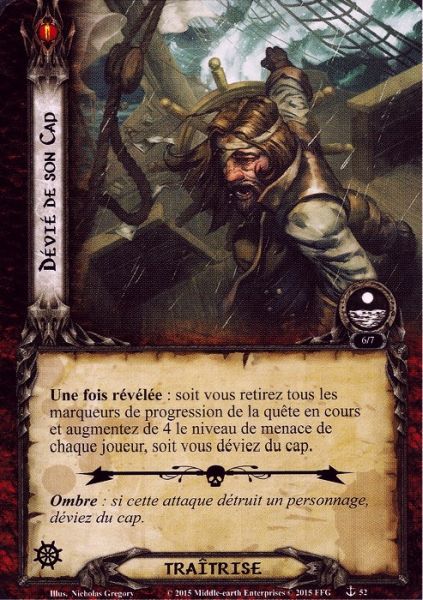 DÉVIÉ DE SON CAP
6/7
Une fois révélée : soit vous retirez tous les
marqueurs de progression de la quête en cours
et augmentez de 4 le niveau de menace de
chaque joueur, soit vous déviez du cap.
Ombre : si cette attaque détruit un personnage,
déviez du cap.
TRAÎTRISE
Illus. Nicholas Gregory © 2015 Middle-earth Enterprises © 2015 FFG 52